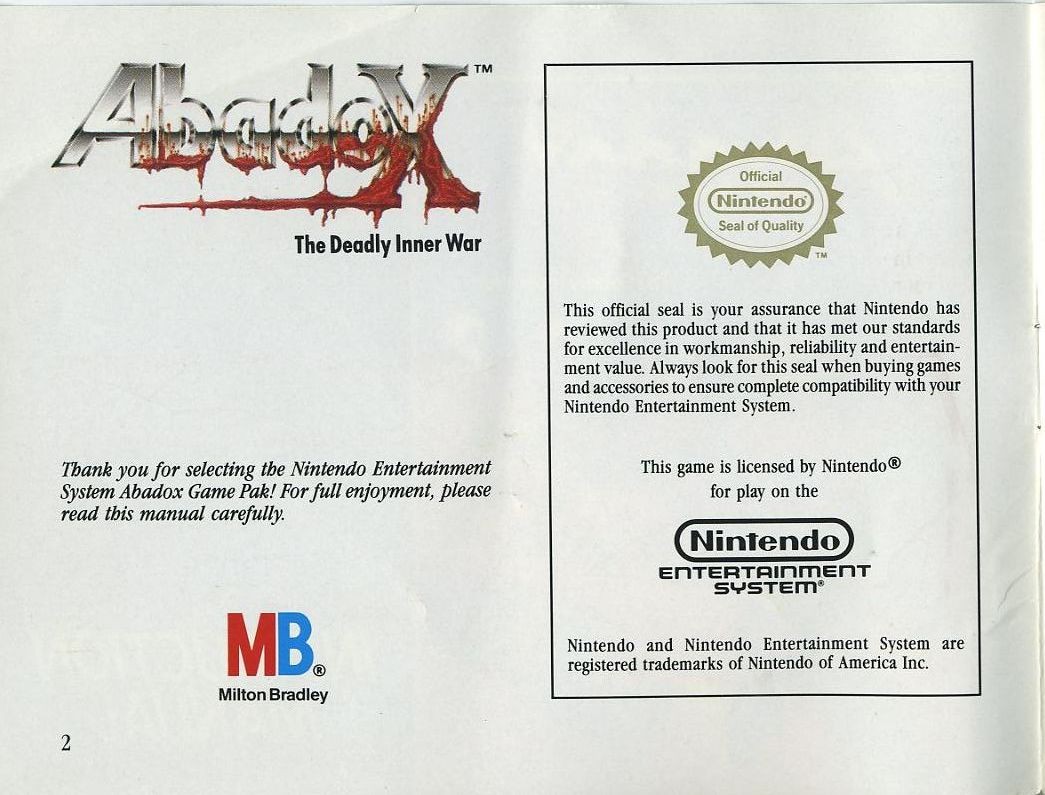 Abadox™
The Deadly Inner War
Thank you for selecting the Nintendo Entertainment
System Abadox Game Pak! For full enjoyment, please
read this manual carefully.
MB®
Milton Bradley
2
Official
Nintendo®
Seal of Quality
TM
This official seal is your assurance that Nintendo has
reviewed this product and that it has met our standards
for excellence in workmanship, reliability and entertain-
ment value. Always look for this seal when buying games
and accessories to ensure complete compatibility with your
Nintendo Entertainment System.
This game is licensed by Nintendo®
for play on the
Nintendo
ENTERTAINMENT
SYSTEM®
Nintendo and Nintendo Entertainment System are
registered trademarks of Nintendo of America Inc.